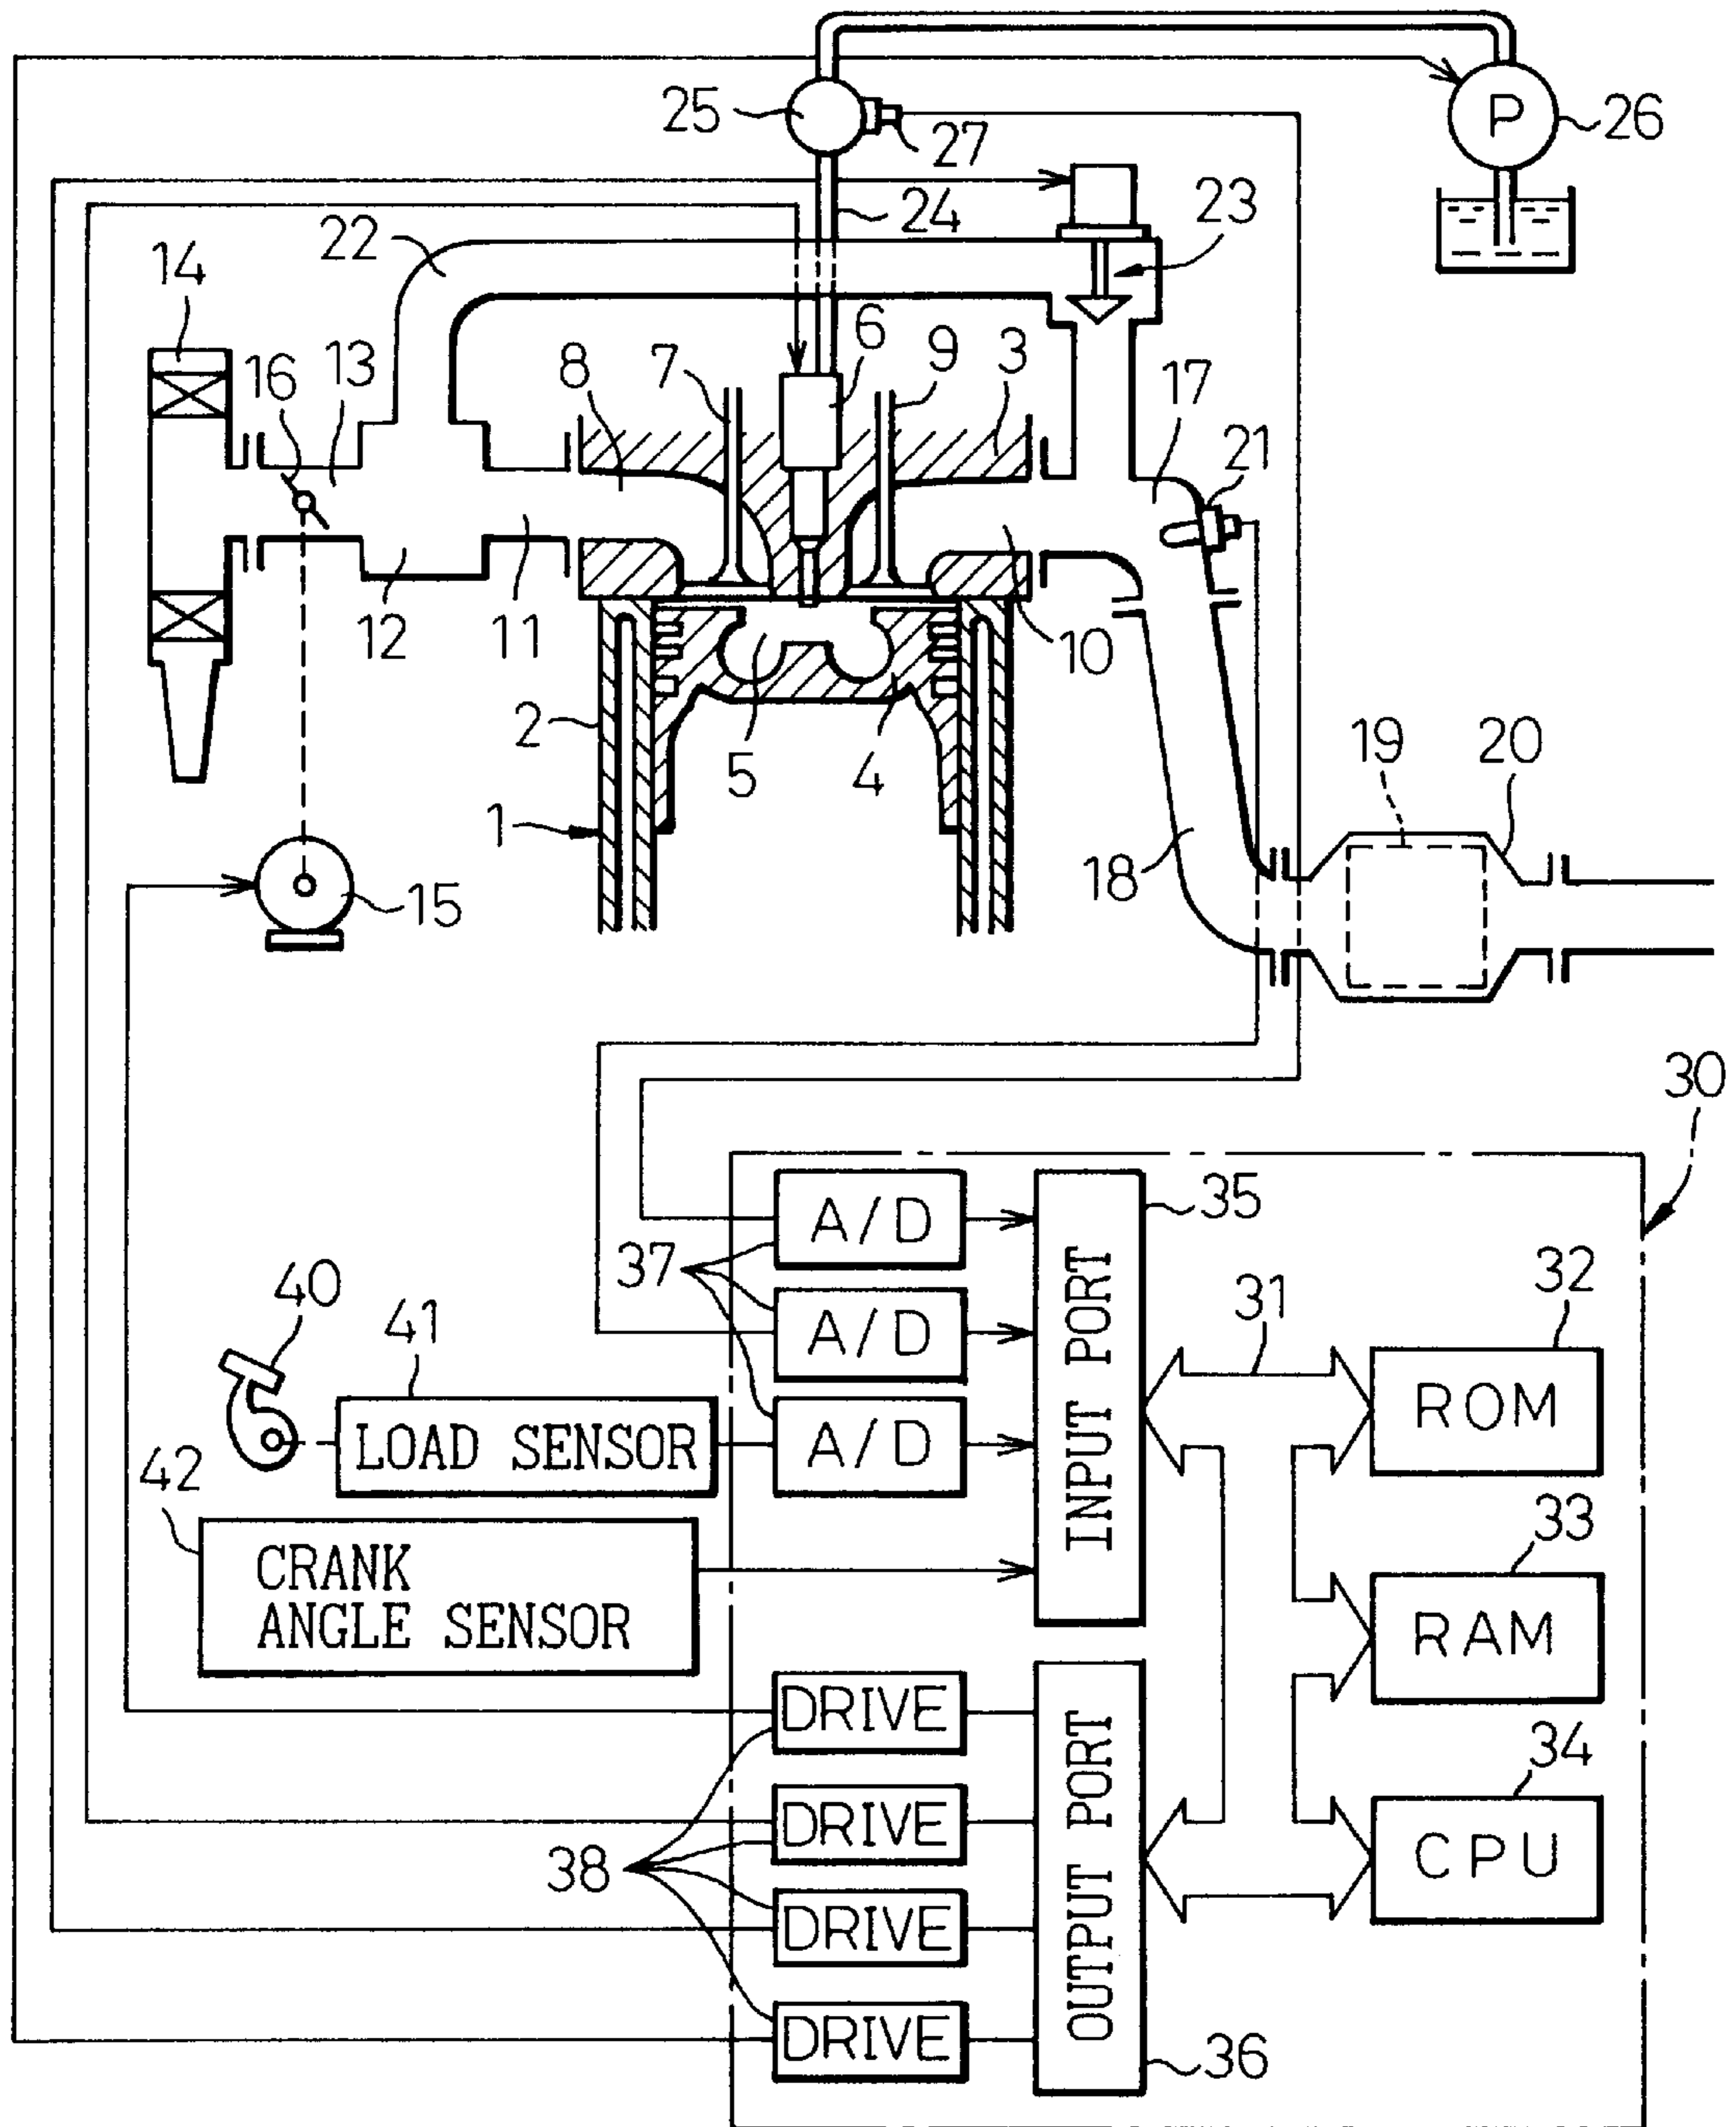 25
27
P
26
24
23
22
14
16
13
8
7
6
9
3
17
21
12
11
10
2
5
4
1
18
19
20
15
30
A/D
35
37
A/D
INPUT PORT
31
32
ROM
40
41
LOAD SENSOR
A/D
42
CRANK
ANGLE SENSOR
33
RAM
DRIVE
OUTPUT PORT
34
CPU
DRIVE
38
DRIVE
DRIVE
36